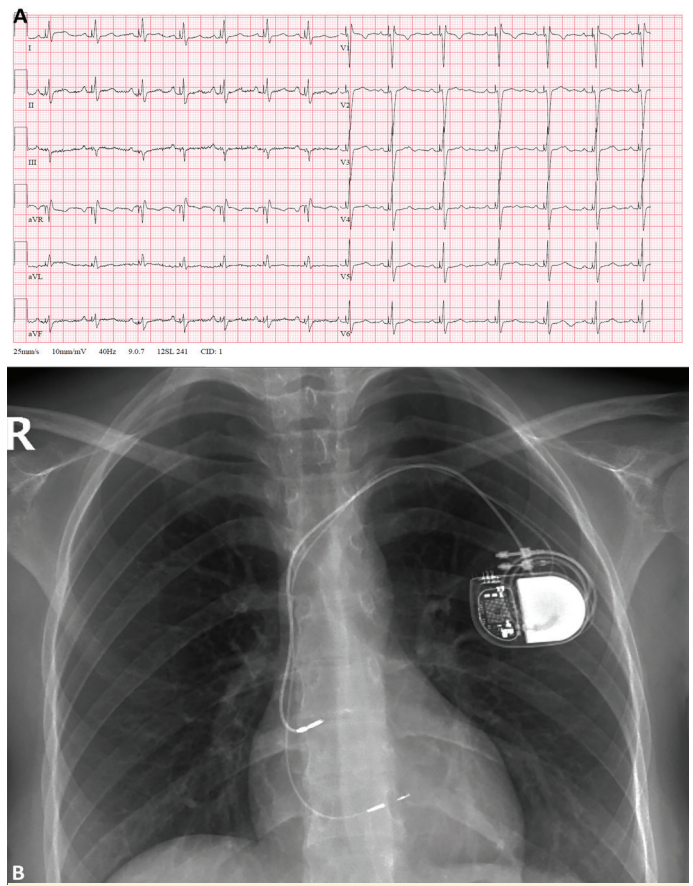 A
I V1
II V2
III V3
aVR V4
aVL V5
aVF V6
25mm/s 10mm/mV 40Hz 9.0.7 12SL 241 CID: 1
R
B